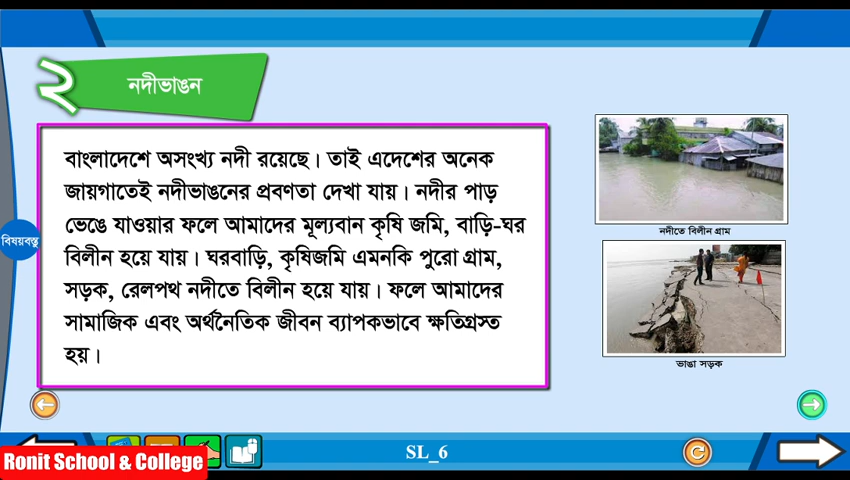 ২
নদীভাঙন
বাংলাদেশে অসংখ্য নদী রয়েছে। তাই এদেশের অনেক
জায়গাতেই নদীভাঙনের প্রবণতা দেখা যায়। নদীর পাড়
ভেঙে যাওয়ার ফলে আমাদের মূল্যবান কৃষি জমি, বাড়ি-ঘর
বিলীন হয়ে যায়। ঘরবাড়ি, কৃষিজমি এমনকি পুরো গ্রাম,
সড়ক, রেলপথ নদীতে বিলীন হয়ে যায়। ফলে আমাদের
সামাজিক এবং অর্থনৈতিক জীবন ব্যাপকভাবে ক্ষতিগ্রস্ত
হয়।
নদীতে বিলীন গ্রাম
ভাঙা সড়ক
বিষয়বস্তু
SL_6
Ronit School & College